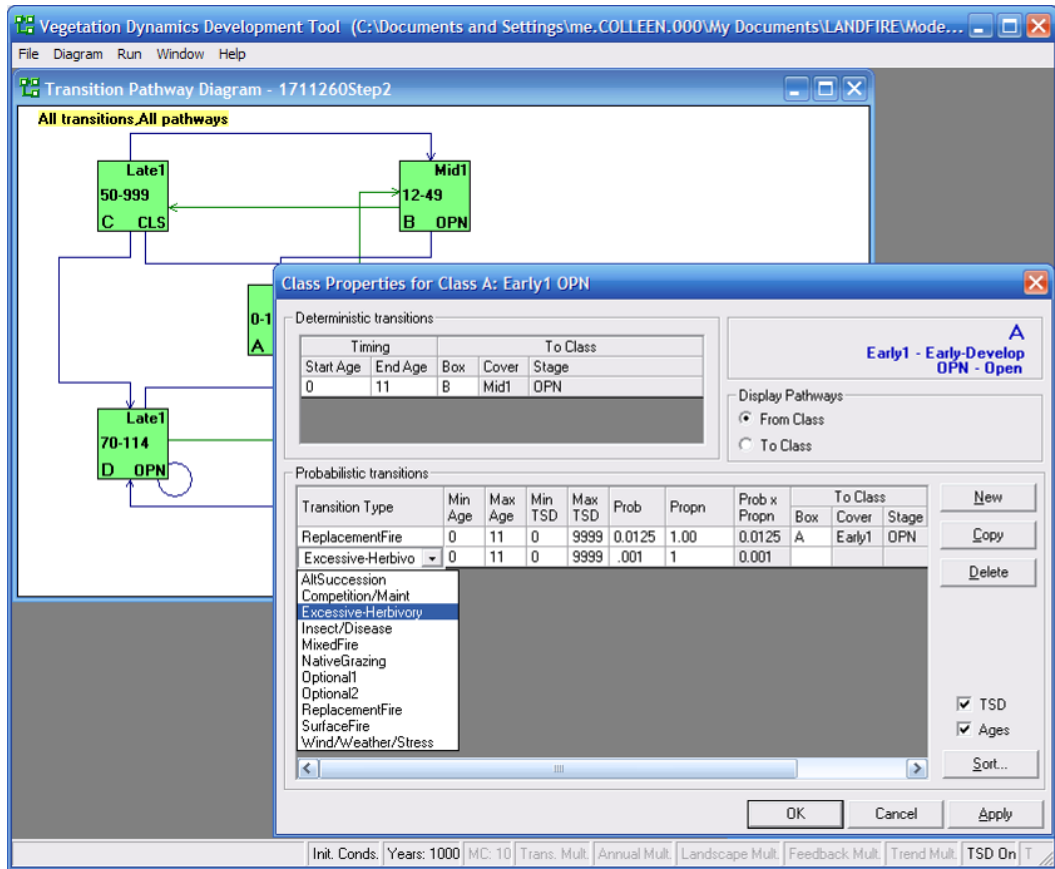 Vegetation Dynamics Development Tool (C:\Documents and Settings\me.COLLEEN.000\My Documents\LANDFIRE\Mode...
File Diagram Run Window Help
Transition Pathway Diagram - 1711260Step2
All transitions,All pathways
Late1
50-999
C CLS
Mid1
12-49
B OPN
0-1
A
Late1
70-114
D OPN
Class Properties for Class A: Early1 OPN
Deterministic transitions
Timing To Class
Start Age End Age Box Cover Stage
0 11 B Mid1 OPN
A
Early1 - Early-Develop
OPN - Open
Display Pathways
From Class
To Class
Probabilistic transitions
Transition Type Min Age Max Age Min TSD Max TSD Prob Propn Prob x Propn To Class
Box Cover Stage
ReplacementFire 0 11 0 9999 0.0125 1.00 0.0125 A Early1 OPN
Excessive-Herbivo 0 11 0 9999 .001 1 0.001
AltSuccession
Competition/Maint
Excessive-Herbivory
Insect/Disease
MixedFire
NativeGrazing
Optional1
Optional2
ReplacementFire
SurfaceFire
Wind/Weather/Stress
New
Copy
Delete
TSD
Ages
Sort...
OK Cancel Apply
Init. Conds. Years: 1000 MC: 10 Trans. Mult. Annual Mult. Landscape Mult. Feedback Mult. Trend Mult. TSD On T